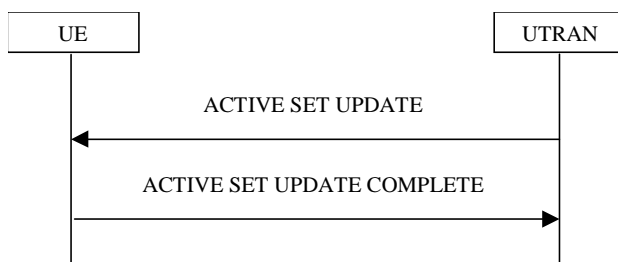 UE
UTRAN
ACTIVE SET UPDATE
ACTIVE SET UPDATE COMPLETE